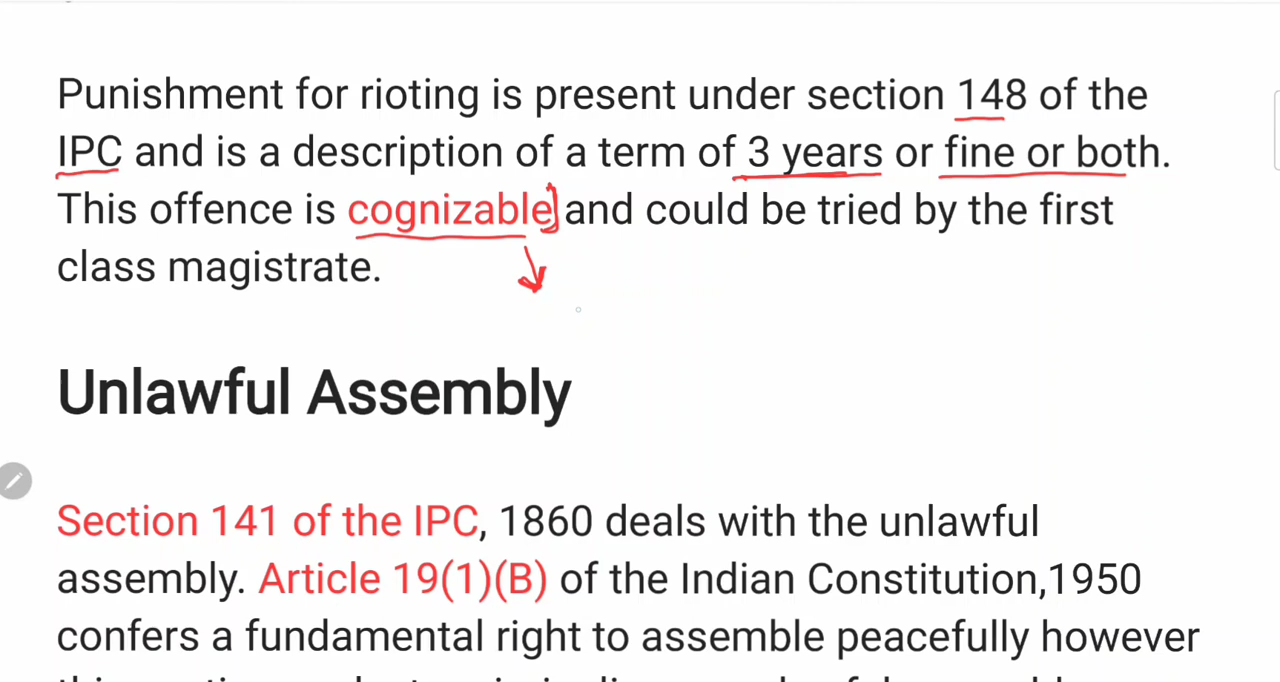 Punishment for rioting is present under section 148 of the
IPC and is a description of a term of 3 years or fine or both.
This offence is cognizable and could be tried by the first
class magistrate.
Unlawful Assembly
Section 141 of the IPC, 1860 deals with the unlawful
assembly. Article 19(1)(B) of the Indian Constitution,1950
confers a fundamental right to assemble peacefully however